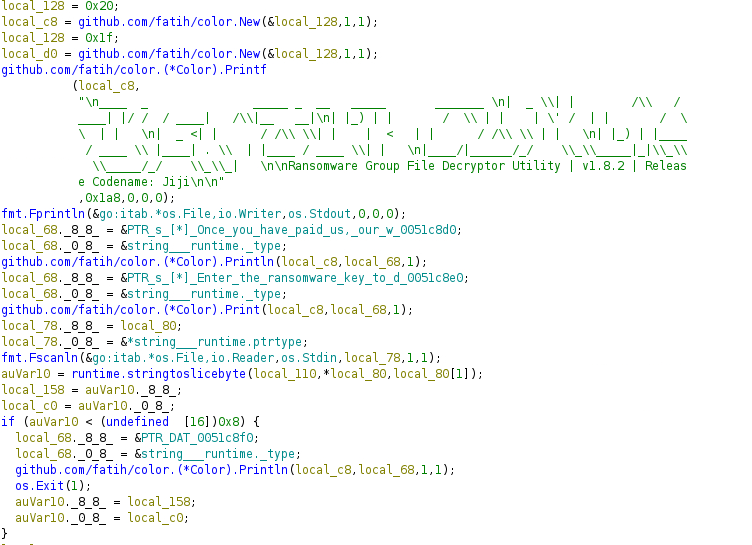 local_128 = 0x20;
local_c8 = github.com/fatih/color.New(&local_128,1,1);
local_128 = 0x1f;
local_d0 = github.com/fatih/color.New(&local_128,1,1);
github.com/fatih/color.(*Color).Printf
(local_c8,
"\n____  _               _____ _  __   _____       _______ \n|  _ \\| |        /\\   /
____| |/ /  / ____|   /\\|__   __|\n| |_) | |       /  \\ | |    | \' /  | |       /  \
\  | |   \n|  _ <| |      / /\\ \\| |    |  <   | |      / /\\ \\ | |   \n| |_) | |____
 / ____ \\ |____| . \\  | |____ / ____ \\| |   \n|____/|______/_/    \\_\\_____|_|\\_\\
  \\_____/_/    \\_\\_|   \n\nRansomware Group File Decryptor Utility | v1.8.2 | Releas
e Codename: Jiji\n\n"
,0x1a8,0,0,0);
fmt.Fprintln(&go:itab.*os.File,io.Writer,os.Stdout,0,0,0);
local_68._8_8_ = &PTR_s_[*]_Once_you_have_paid_us,_our_w_0051c8d0;
local_68._0_8_ = &string___runtime._type;
github.com/fatih/color.(*Color).Println(local_c8,local_68,1);
local_68._8_8_ = &PTR_s_[*]_Enter_the_ransomware_key_to_d_0051c8e0;
local_68._0_8_ = &string___runtime._type;
github.com/fatih/color.(*Color).Print(local_c8,local_68,1);
local_78._8_8_ = local_80;
local_78._0_8_ = &*string___runtime.ptrtype;
fmt.Fscanln(&go:itab.*os.File,io.Reader,os.Stdin,local_78,1,1);
auVar10 = runtime.stringtoslicebyte(local_110,*local_80,local_80[1]);
local_158 = auVar10._8_8_;
local_c0 = auVar10._0_8_;
if (auVar10 < (undefined  [16])0x8) {
local_68._8_8_ = &PTR_DAT_0051c8f0;
local_68._0_8_ = &string___runtime._type;
github.com/fatih/color.(*Color).Println(local_c8,local_68,1,1);
os.Exit(1);
auVar10._8_8_ = local_158;
auVar10._0_8_ = local_c0;
}